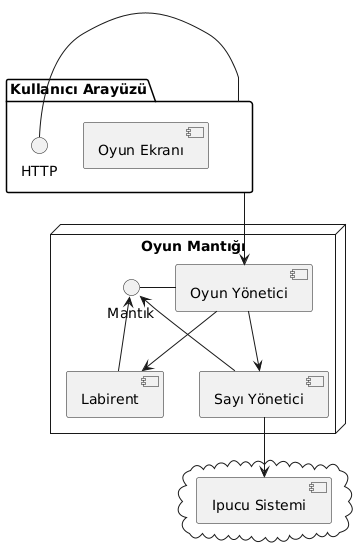 Kullanıcı Arayüzü
Oyun Ekranı
HTTP
Oyun Mantığı
Oyun Yönetici
Mantık
Labirent
Sayı Yönetici
Ipucu Sistemi